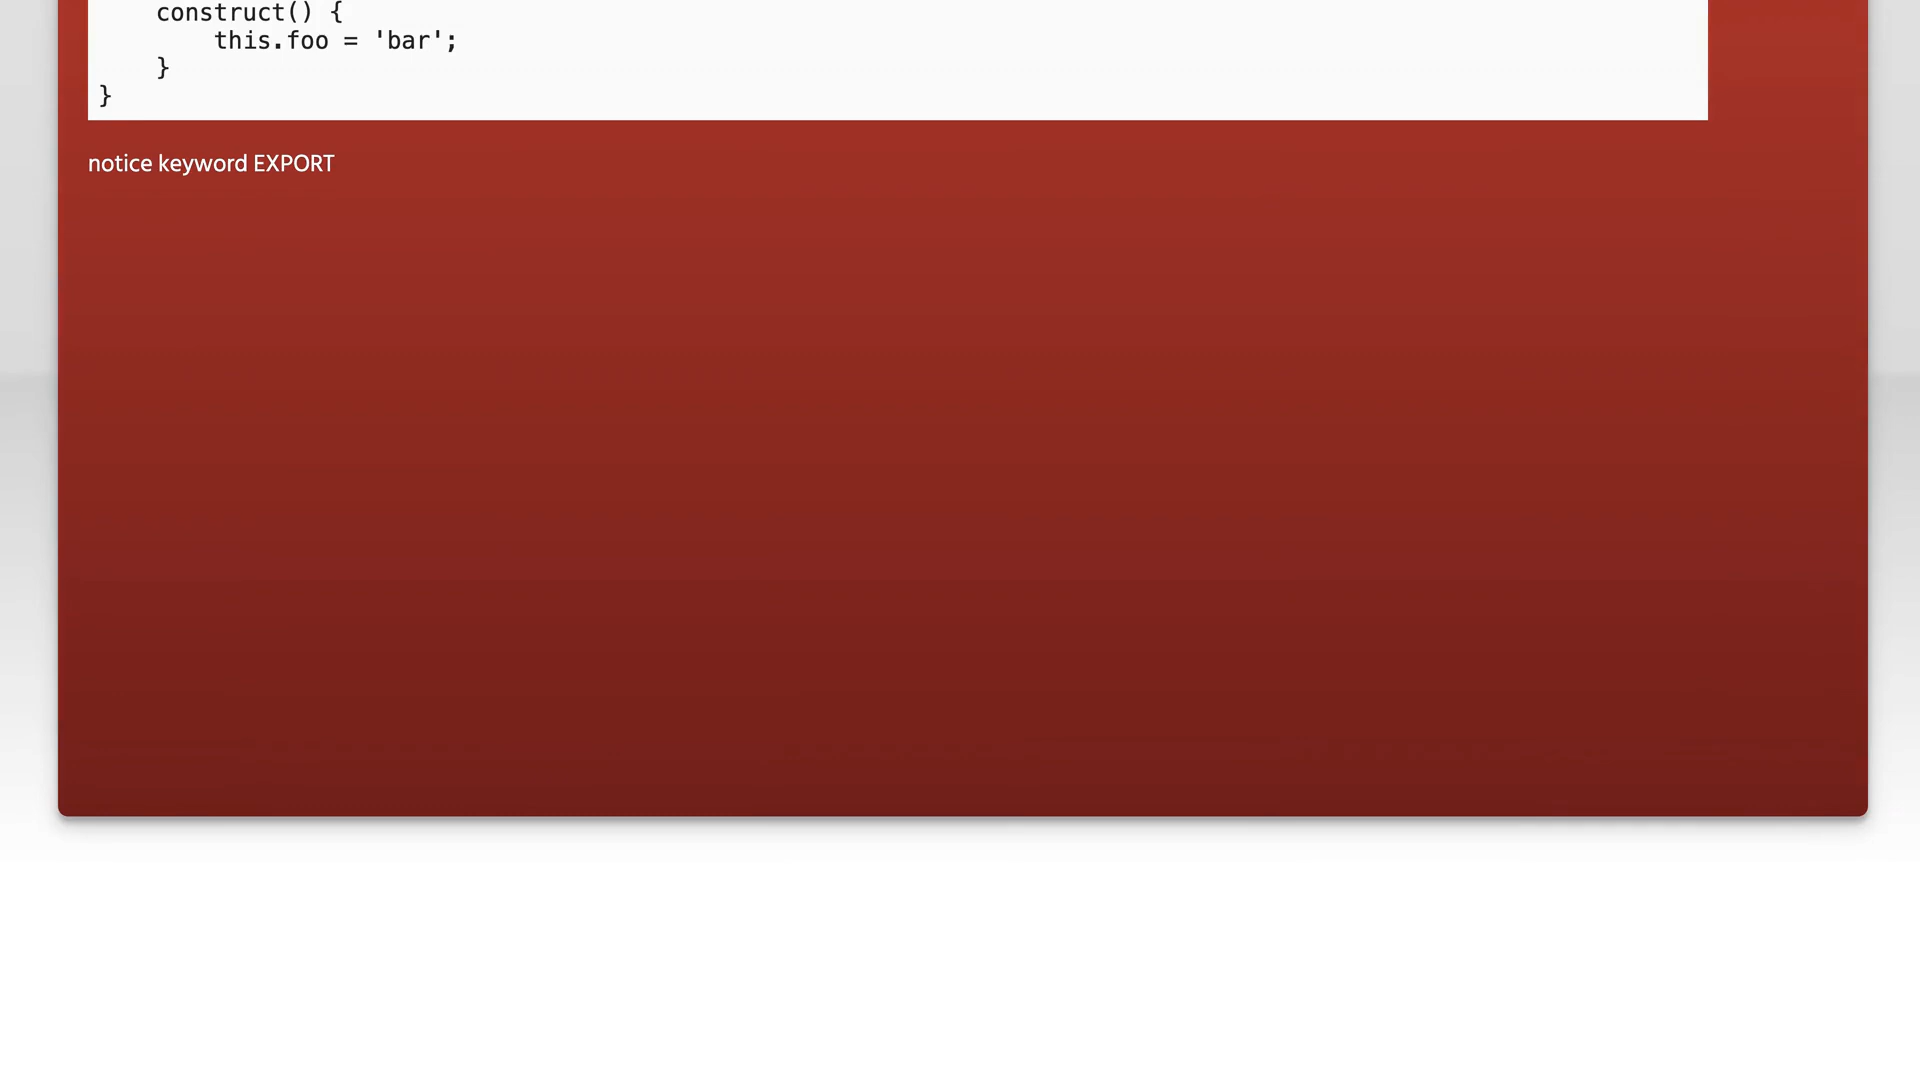 construct() {
this.foo = 'bar';
}
}
notice keyword EXPORT